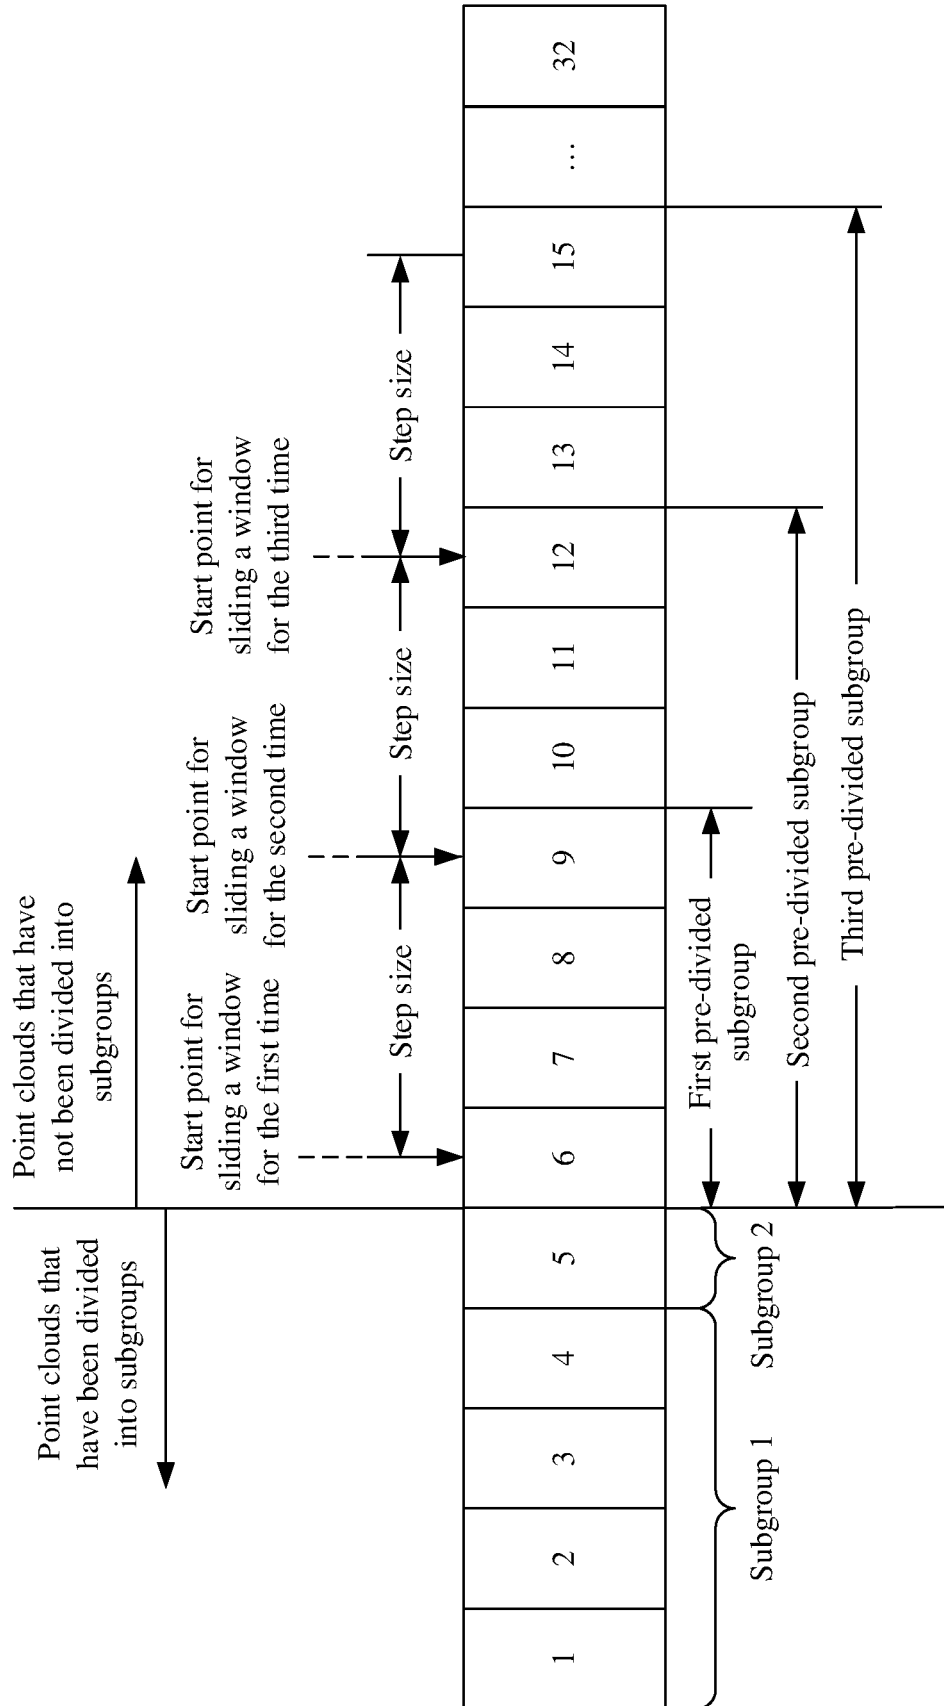 Point clouds that
have been divided
into subgroups
Point clouds that have
not been divided into
subgroups
Start point for
sliding a window
for the first time
Start point for
sliding a window
for the second time
Start point for
sliding a window
for the third time
Step size
Step size
Step size
1
2
3
4
5
6
7
8
9
10
11
12
13
14
15
...
32
Subgroup 1
Subgroup 2
First pre-divided
subgroup
Second pre-divided subgroup
Third pre-divided subgroup